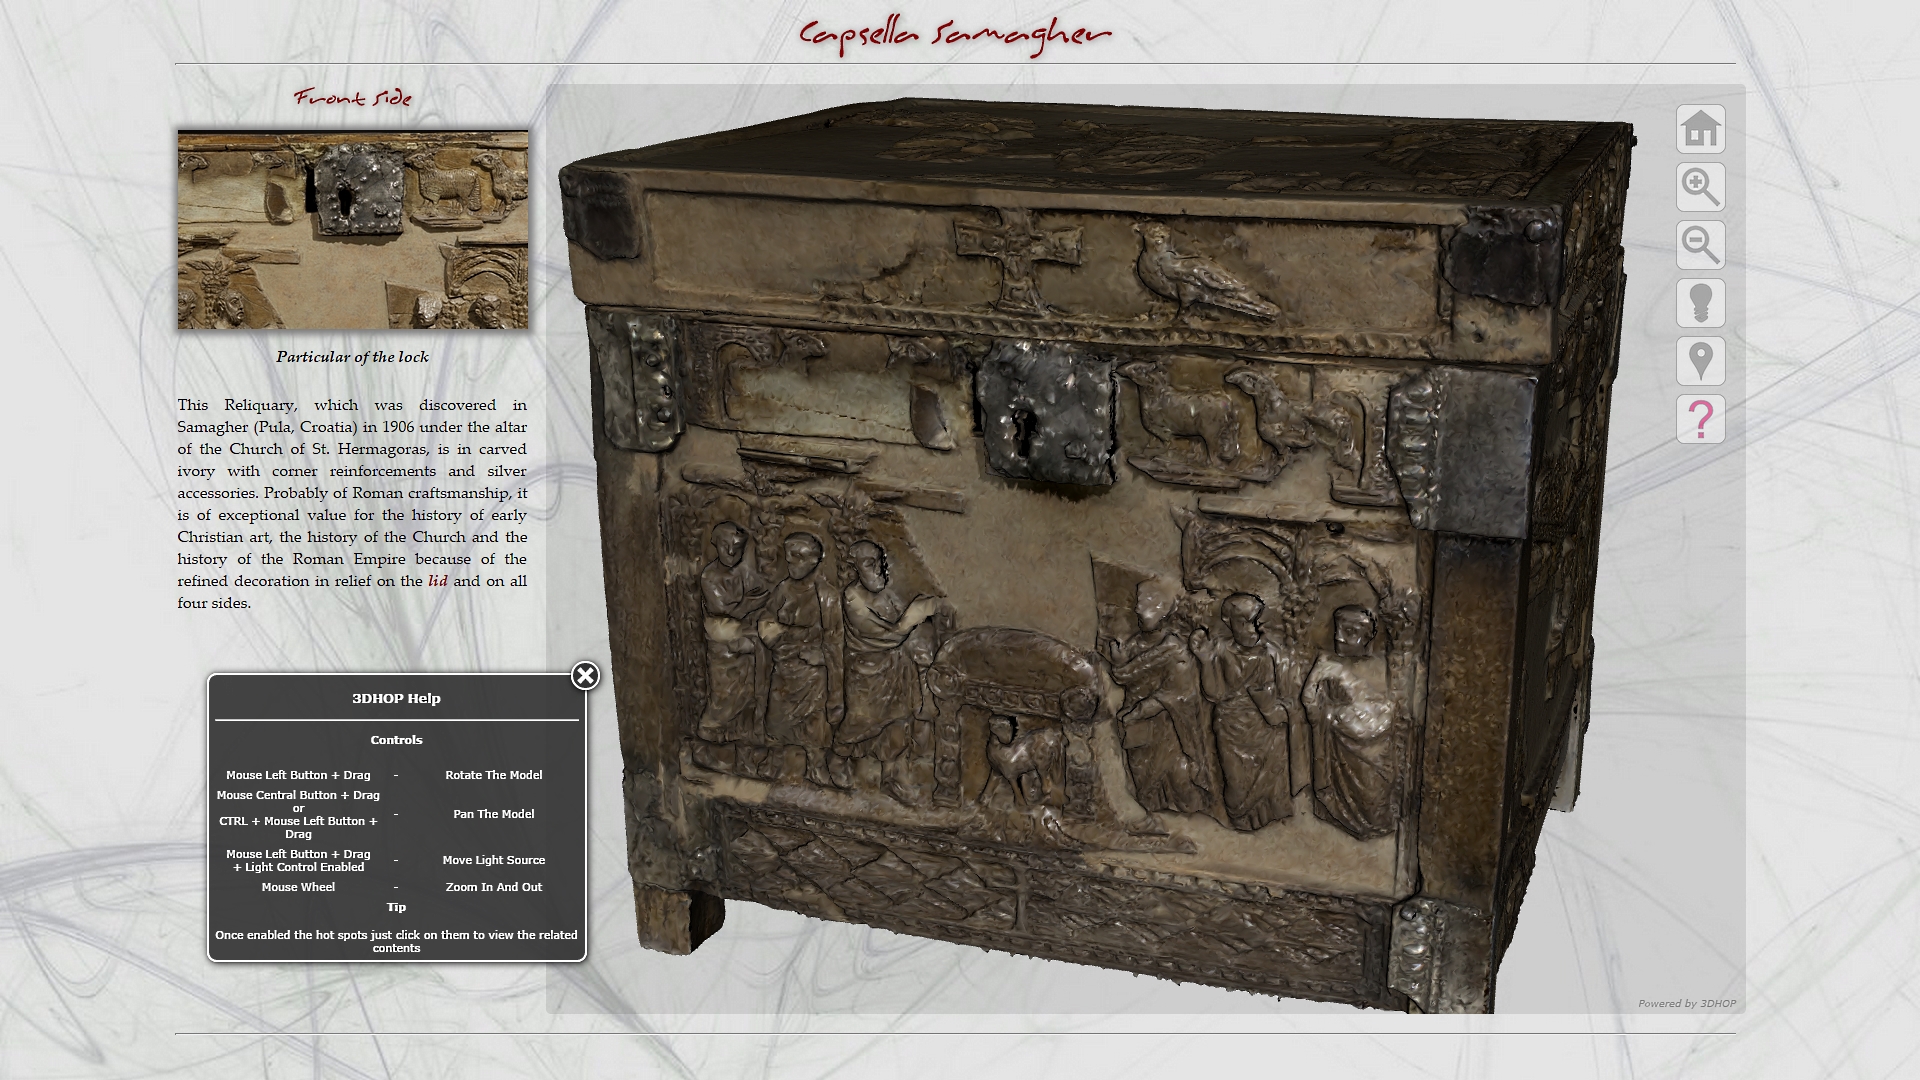 Capsella Samagher
Front side
Particular of the lock
This Reliquary, which was discovered in
Samagher (Pula, Croatia) in 1906 under the altar
of the Church of St. Hermagoras, is in carved
ivory with corner reinforcements and silver
accessories. Probably of Roman craftsmanship, it
is of exceptional value for the history of early
Christian art, the history of the Church and the
history of the Roman Empire because of the
refined decoration in relief on the lid and on all
four sides.
3DHOP Help
Controls
Mouse Left Button + Drag - Rotate The Model
Mouse Central Button + Drag
or
CTRL + Mouse Left Button +
Drag
- Pan The Model
Mouse Left Button + Drag
+ Light Control Enabled
- Move Light Source
Mouse Wheel - Zoom In And Out
Tip
Once enabled the hot spots just click on them to view the related
contents
?
Powered by 3DHOP